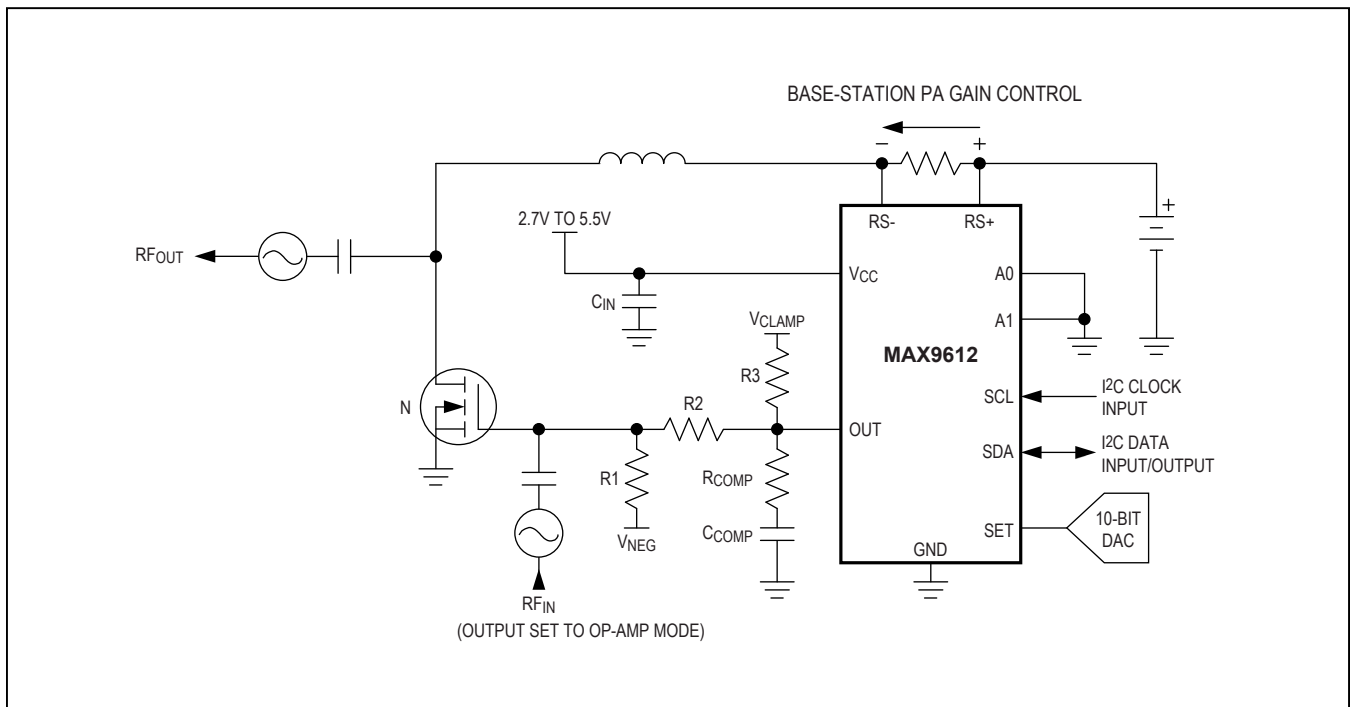 BASE-STATION PA GAIN CONTROL
- +
RS- RS+
2.7V TO 5.5V
+
RFOUT
VCC
A0
CIN
A1
VCLAMP
MAX9612
R3
N
R2
SCL
I2C CLOCK
INPUT
OUT
SDA
I2C DATA
INPUT/OUTPUT
R1
RCOMP
VNEG
CCOMP
SET
10-BIT
DAC
GND
RFIN
(OUTPUT SET TO OP-AMP MODE)